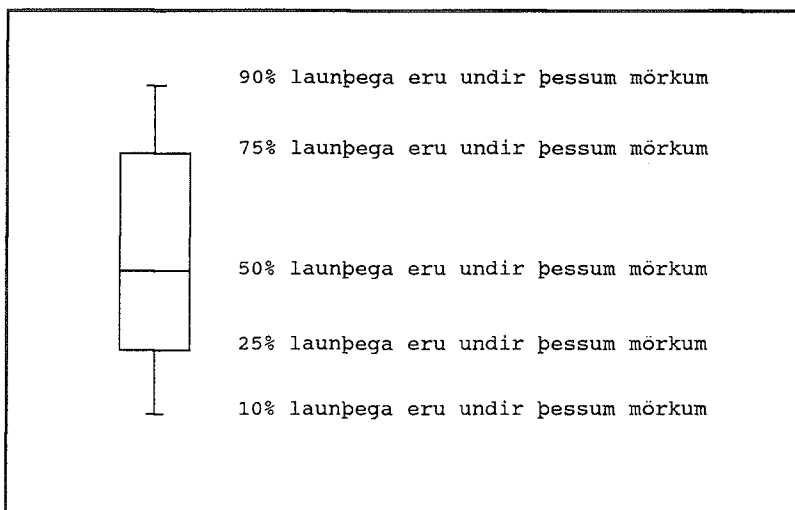 90% launþega eru undir þessum mörkum
75% launþega eru undir þessum mörkum
50% launþega eru undir þessum mörkum
25% launþega eru undir þessum mörkum
10% launþega eru undir þessum mörkum